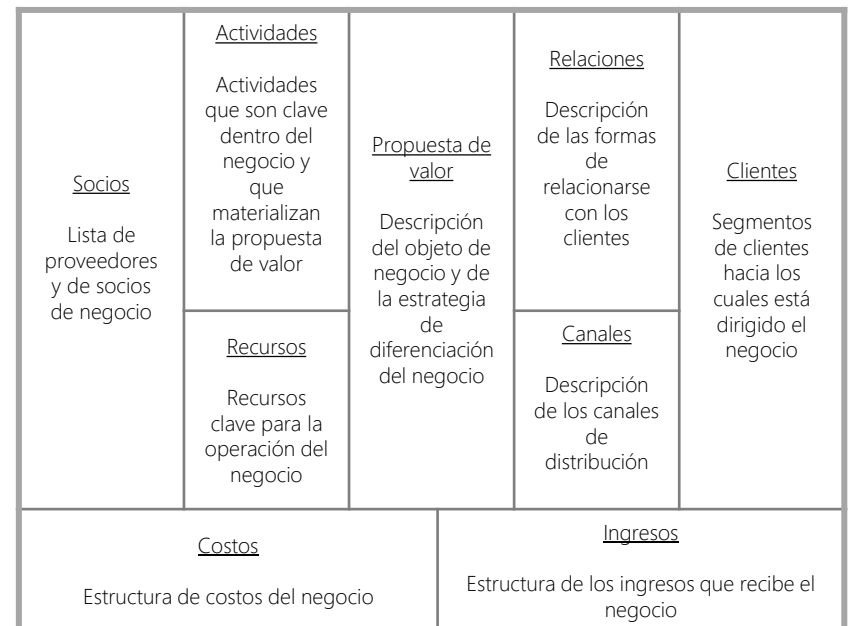 Socios
Lista de
proveedores
y de socios
de negocio
Actividades
Actividades
que son clave
dentro del
negocio y
que
materializan
la propuesta
de valor
Recursos
Recursos
clave para la
operación del
negocio
Propuesta de
valor
Descripción
del objeto de
negocio y de
la estrategia
de
diferenciación
del negocio
Relaciones
Descripción
de las formas
de
relacionarse
con los
clientes
Canales
Descripción
de los canales
de
distribución
Clientes
Segmentos
de clientes
hacia los
cuales está
dirigido el
negocio
Costos
Estructura de costos del negocio
Ingresos
Estructura de los ingresos que recibe el
negocio